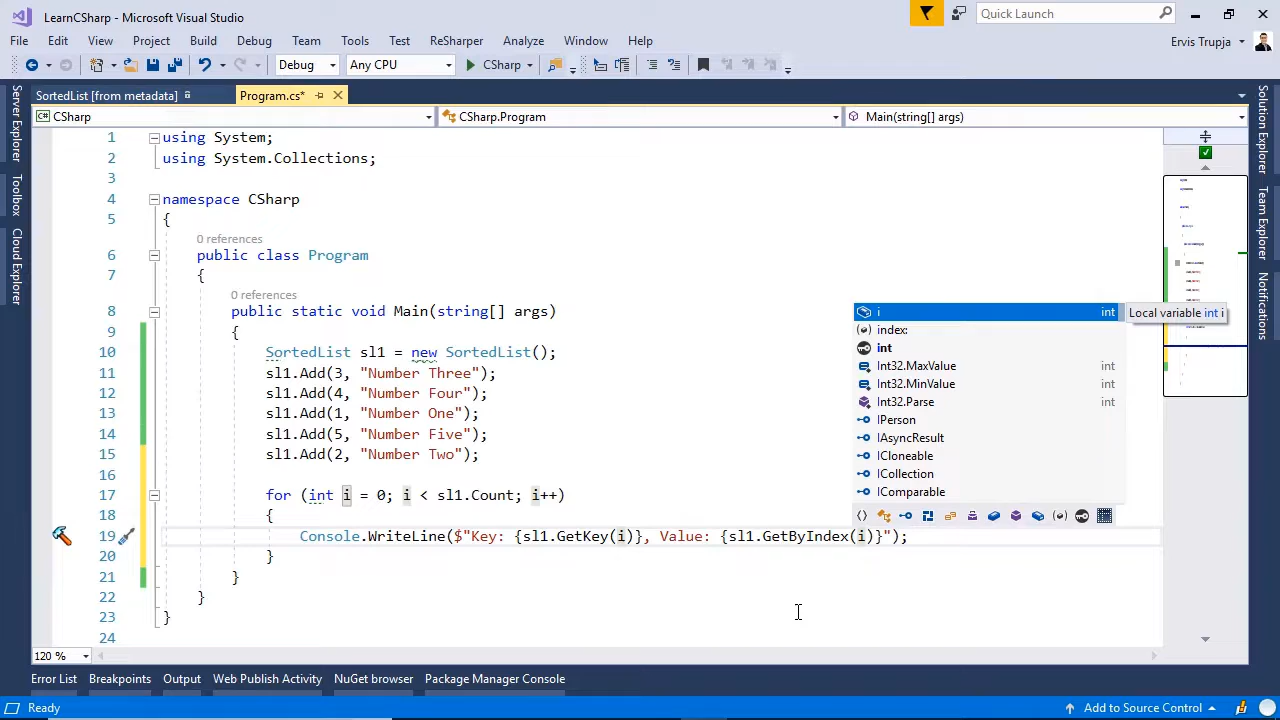 LearnCSharp - Microsoft Visual Studio
Quick Launch
File Edit View Project Build Debug Team Tools Test ReSharper Analyze Window Help
Ervis Trupja
Debug Any CPU CSharp
SortedList [from metadata] Program.cs*
CSharp CSharp.Program Main(string[] args)
Server Explorer
Toolbox
Cloud Explorer
Solution Explorer
Team Explorer
Notifications
1 using System;
2 using System.Collections;
3
4 namespace CSharp
5 {
0 references
6 public class Program
7 {
0 references
8 public static void Main(string[] args)
9 {
10 SortedList sl1 = new SortedList();
11 sl1.Add(3, "Number Three");
12 sl1.Add(4, "Number Four");
13 sl1.Add(1, "Number One");
14 sl1.Add(5, "Number Five");
15 sl1.Add(2, "Number Two");
16
17 for (int i = 0; i < sl1.Count; i++)
18 {
19 Console.WriteLine($"Key: {sl1.GetKey(i)}, Value: {sl1.GetByIndex(i)}");
20 }
21 }
22 }
23 }
24
i int
Local variable int i
index:
int
Int32.MaxValue int
Int32.MinValue int
Int32.Parse int
IPerson
IAsyncResult
ICloneable
ICollection
IComparable
120 %
Error List Breakpoints Output Web Publish Activity NuGet browser Package Manager Console
Ready
Add to Source Control